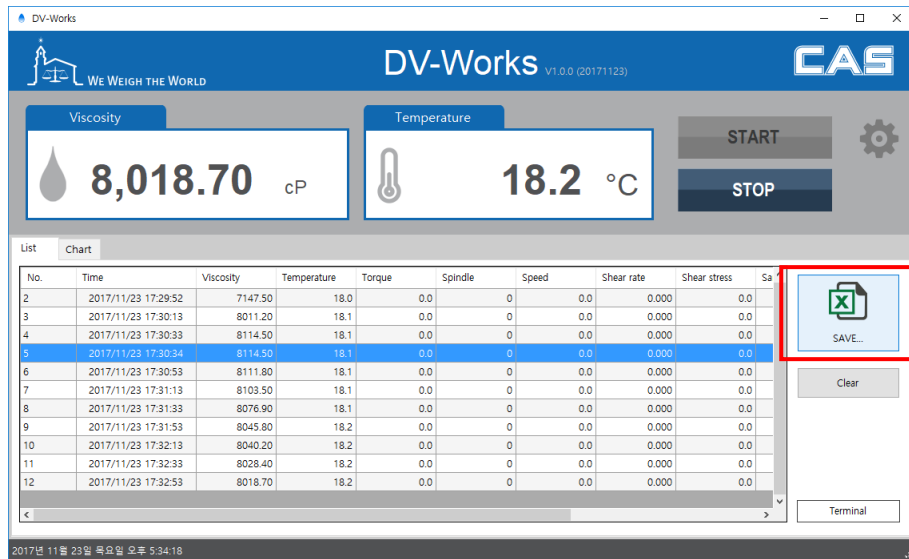 DV-Works
WE WEIGH THE WORLD
DV-Works V1.0.0 (20171123)
CAS
Viscosity
8,018.70 cP
Temperature
18.2 °C
START
STOP
List Chart
No. Time Viscosity Temperature Torque Spindle Speed Shear rate Shear stress Sa
2 2017/11/23 17:29:52 7147.50 18.0 0.0 0 0.0 0.000 0.0
3 2017/11/23 17:30:13 8011.20 18.1 0.0 0 0.0 0.000 0.0
4 2017/11/23 17:30:33 8114.50 18.1 0.0 0 0.0 0.000 0.0
5 2017/11/23 17:30:34 8114.50 18.1 0.0 0 0.0 0.000 0.0
6 2017/11/23 17:30:53 8111.80 18.1 0.0 0 0.0 0.000 0.0
7 2017/11/23 17:31:13 8103.50 18.1 0.0 0 0.0 0.000 0.0
8 2017/11/23 17:31:33 8076.90 18.1 0.0 0 0.0 0.000 0.0
9 2017/11/23 17:31:53 8045.80 18.2 0.0 0 0.0 0.000 0.0
10 2017/11/23 17:32:13 8040.20 18.2 0.0 0 0.0 0.000 0.0
11 2017/11/23 17:32:33 8028.40 18.2 0.0 0 0.0 0.000 0.0
12 2017/11/23 17:32:53 8018.70 18.2 0.0 0 0.0 0.000 0.0
X
SAVE...
Clear
Terminal
2017년 11월 23일 목요일 오후 5:34:18